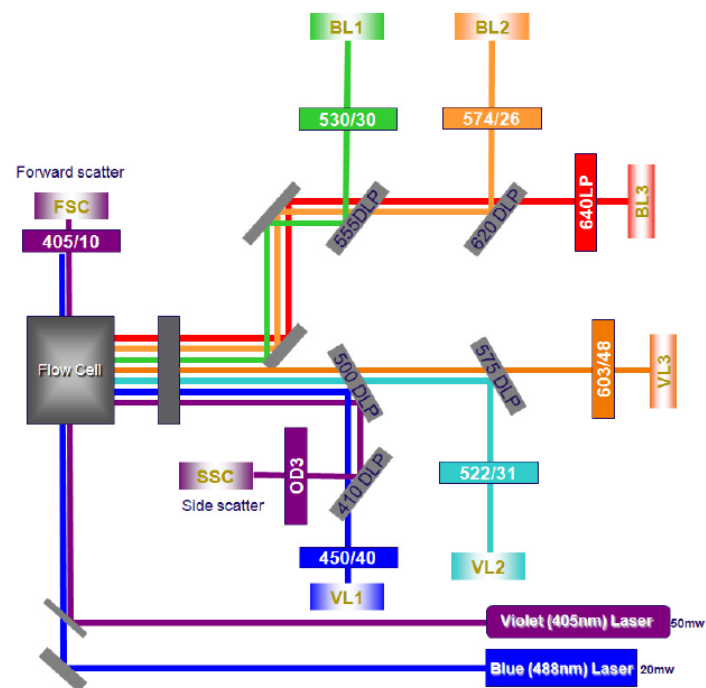 BL1
BL2
530/30
574/26
Forward scatter
FSC
405/10
555DLP
620 DLP
640LP
BL3
Flow Cell
500 DLP
575 DLP
603/48
VL3
SSC
OD3
410 DLP
522/31
Side scatter
450/40
VL2
VL1
Violet (405nm) Laser
50mw
Blue (488nm) Laser
20mw